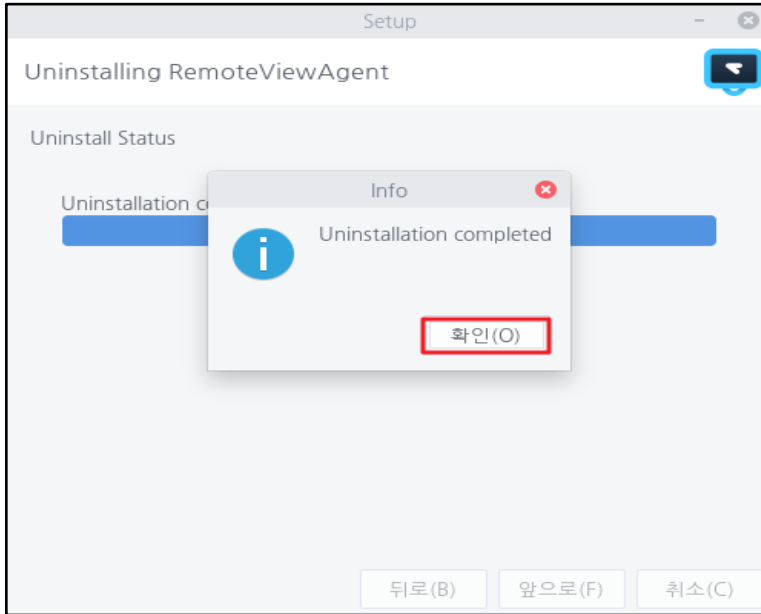 Setup
Uninstalling RemoteViewAgent
Uninstall Status
Uninstallation
Info
Uninstallation completed
확인(O)
뒤로(B) 앞으로(F) 취소(C)